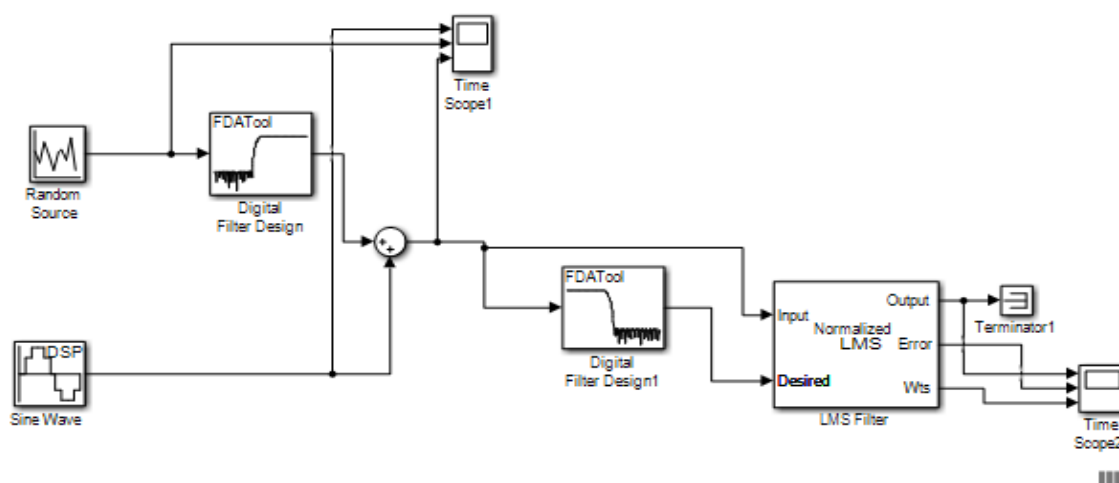 Time
Scope1
FDATool
Random
Source
Digital
Filter Design
FDATool
Output
Input
Normalized
LMS
Error
Terminator1
DSP
Digital
Filter Design1
Desired
Wts
Sine Wave
LMS Filter
Time
Scope2